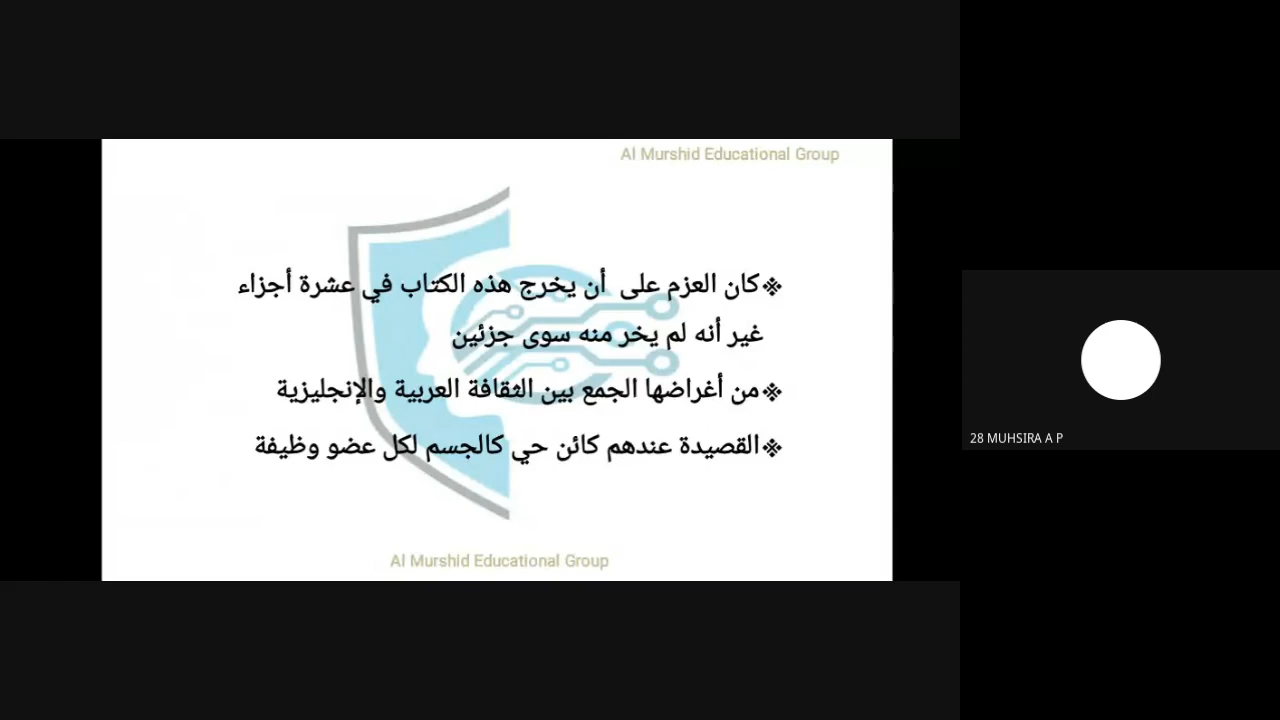 Al Murshid Educational Group
❖كان العزم على أن يخرج هذه الكتاب في عشرة أجزاء
غير أنه لم يخر منه سوى جزئين
❖من أغراضها الجمع بين الثقافة العربية والإنجليزية
❖القصيدة عندهم كائن حي كالجسم لكل عضو وظيفة
Al Murshid Educational Group
28 MUHSIRA A P